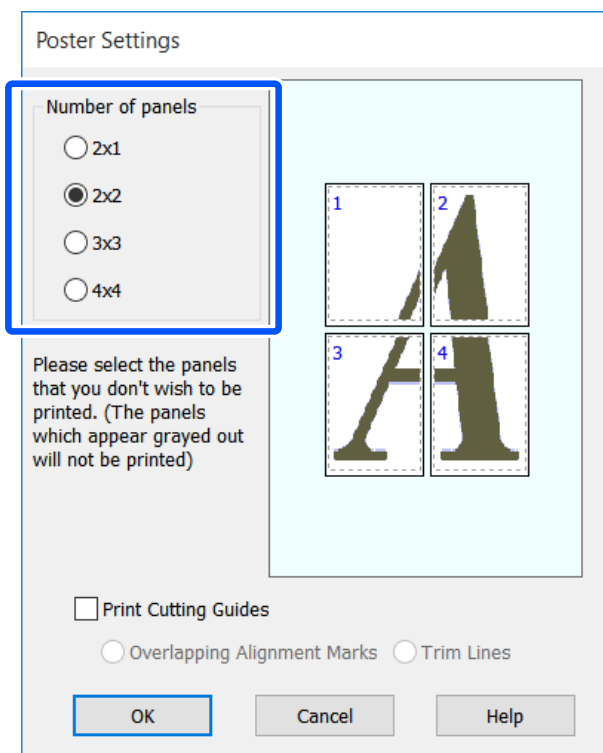 Poster Settings
Number of panels
2x1
2x2
3x3
4x4
1
2
3
4
Please select the panels
that you don't wish to be
printed. (The panels
which appear grayed out
will not be printed)
Print Cutting Guides
Overlapping Alignment Marks Trim Lines
OK Cancel Help